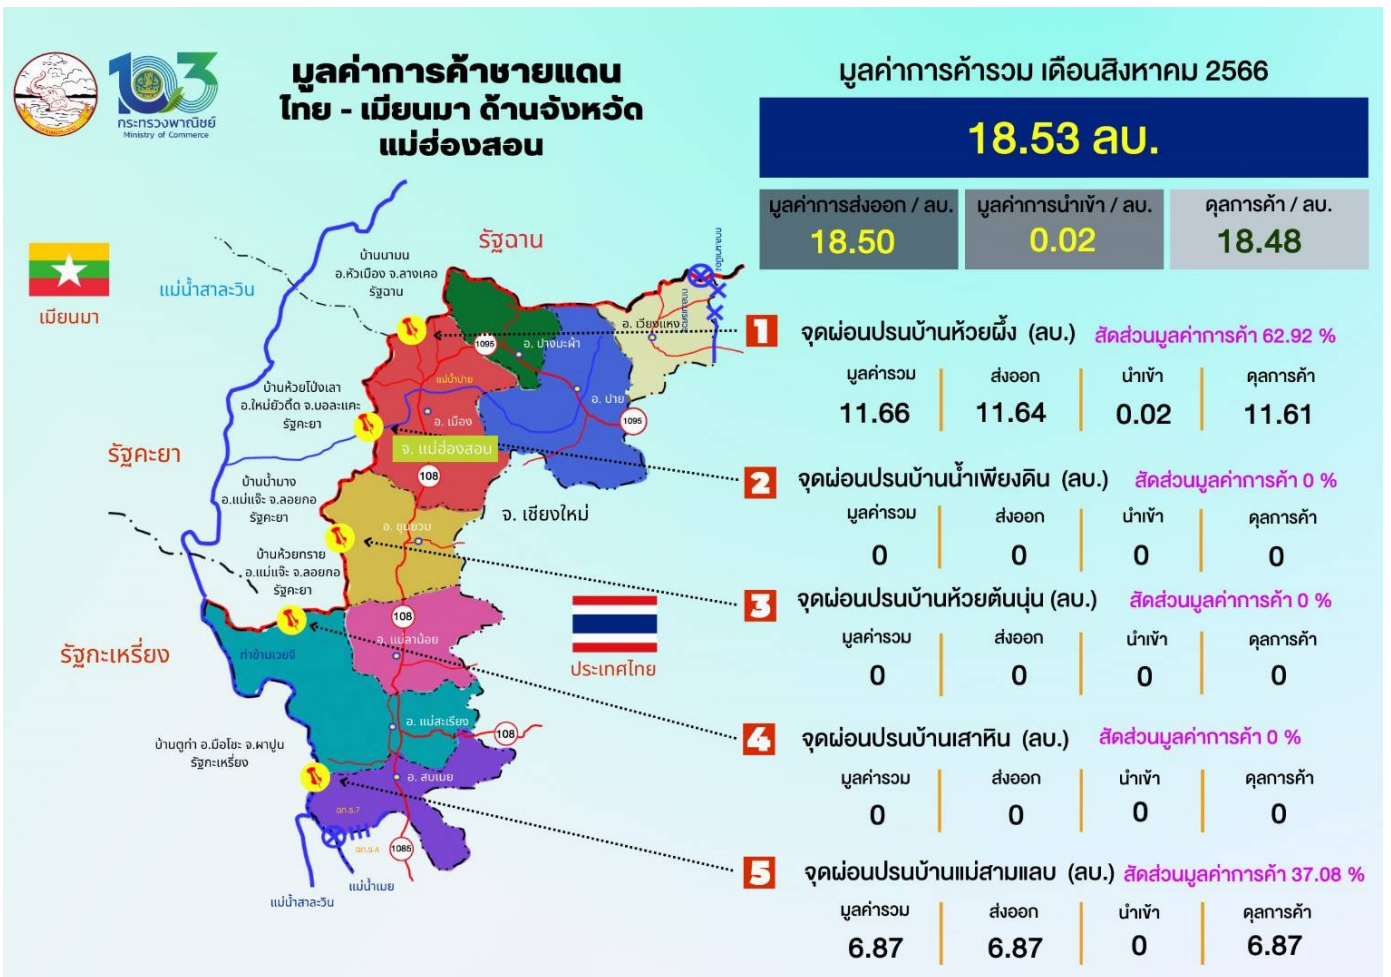 103
กระทรวงพาณิชย์
Ministry of Commerce
มูลค่าการค้าชายแดน
ไทย - เมียนมา ด้านจังหวัด
แม่ฮ่องสอน
มูลค่าการค้ารวม เดือนสิงหาคม 2566
18.53 ลบ.
มูลค่าการส่งออก / ลบ.
18.50
มูลค่าการนำเข้า / ลบ.
0.02
ดุลการค้า / ลบ.
18.48
เมียนมา
แม่น้ำสาละวิน
รัฐฉาน
บ้านนามน
อ.หัวเมือง จ.ลางเคอ
รัฐฉาน
อ. เวียงแหง
1095
อ. ปางมะผ้า
แม่น้ำปาย
อ. ปาย
1095
บ้านห้วยโป่งเลา
อ.ใหม่ยัวตี้ด จ.บอละแคะ
รัฐคะยา
อ. เมือง
จ. แม่ฮ่องสอน
รัฐคะยา
108
บ้านน้ำมาง
อ.แม่แจ๊ะ จ.ลอยกอ
รัฐคะยา
จ. เชียงใหม่
อ. ขุนยวม
บ้านห้วยทราย
อ.แม่แจ๊ะ จ.ลอยกอ
รัฐคะยา
108
อ. แม่ลาน้อย
รัฐกะเหรี่ยง
ท่าข้ามเวยจี
ประเทศไทย
อ. แม่สะเรียง
108
บ้านตูท่า อ.มือโซะ จ.ผาปูน
รัฐกะเหรี่ยง
อ. สบเมย
ฉก.ร.7
ฉก.ร.4
1085
แม่น้ำเมย
แม่น้ำสาละวิน
1 จุดผ่อนปรนบ้านห้วยผึ้ง (ลบ.) สัดส่วนมูลค่าการค้า 62.92 %
มูลค่ารวม ส่งออก นำเข้า ดุลการค้า
11.66 11.64 0.02 11.61
2 จุดผ่อนปรนบ้านน้ำเพียงดิน (ลบ.) สัดส่วนมูลค่าการค้า 0 %
มูลค่ารวม ส่งออก นำเข้า ดุลการค้า
0 0 0 0
3 จุดผ่อนปรนบ้านห้วยต้นนุ่น (ลบ.) สัดส่วนมูลค่าการค้า 0 %
มูลค่ารวม ส่งออก นำเข้า ดุลการค้า
0 0 0 0
4 จุดผ่อนปรนบ้านเสาหิน (ลบ.) สัดส่วนมูลค่าการค้า 0 %
มูลค่ารวม ส่งออก นำเข้า ดุลการค้า
0 0 0 0
5 จุดผ่อนปรนบ้านแม่สามแลบ (ลบ.) สัดส่วนมูลค่าการค้า 37.08 %
มูลค่ารวม ส่งออก นำเข้า ดุลการค้า
6.87 6.87 0 6.87